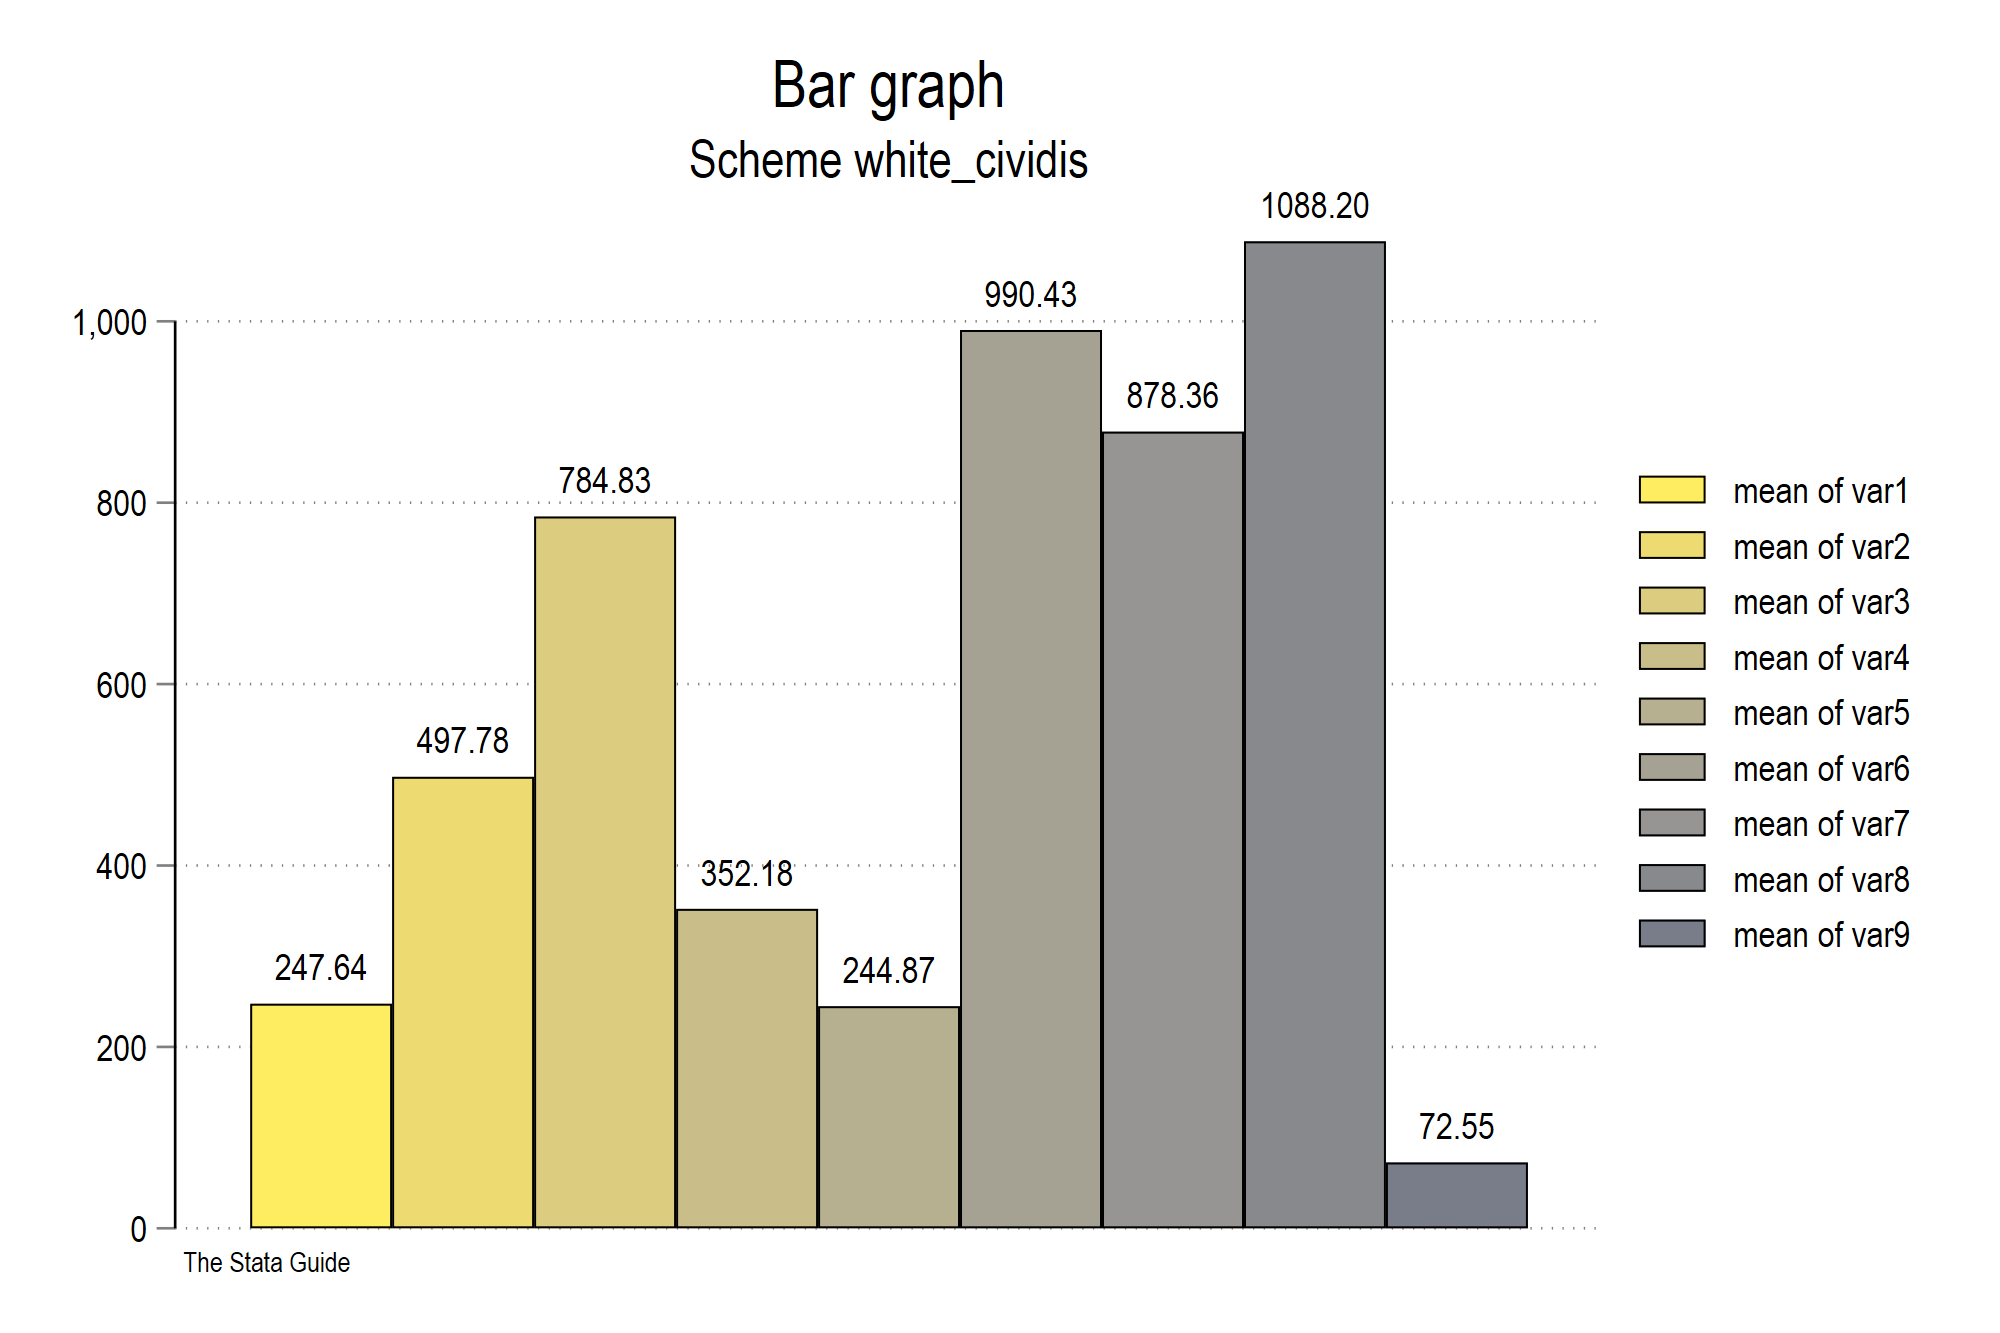 Bar graph
Scheme white_cividis
1088.20
990.43
1,000
878.36
784.83
800
mean of var1
mean of var2
mean of var3
600
mean of var4
mean of var5
497.78
mean of var6
mean of var7
400
352.18
mean of var8
mean of var9
247.64
244.87
200
72.55
0
The Stata Guide